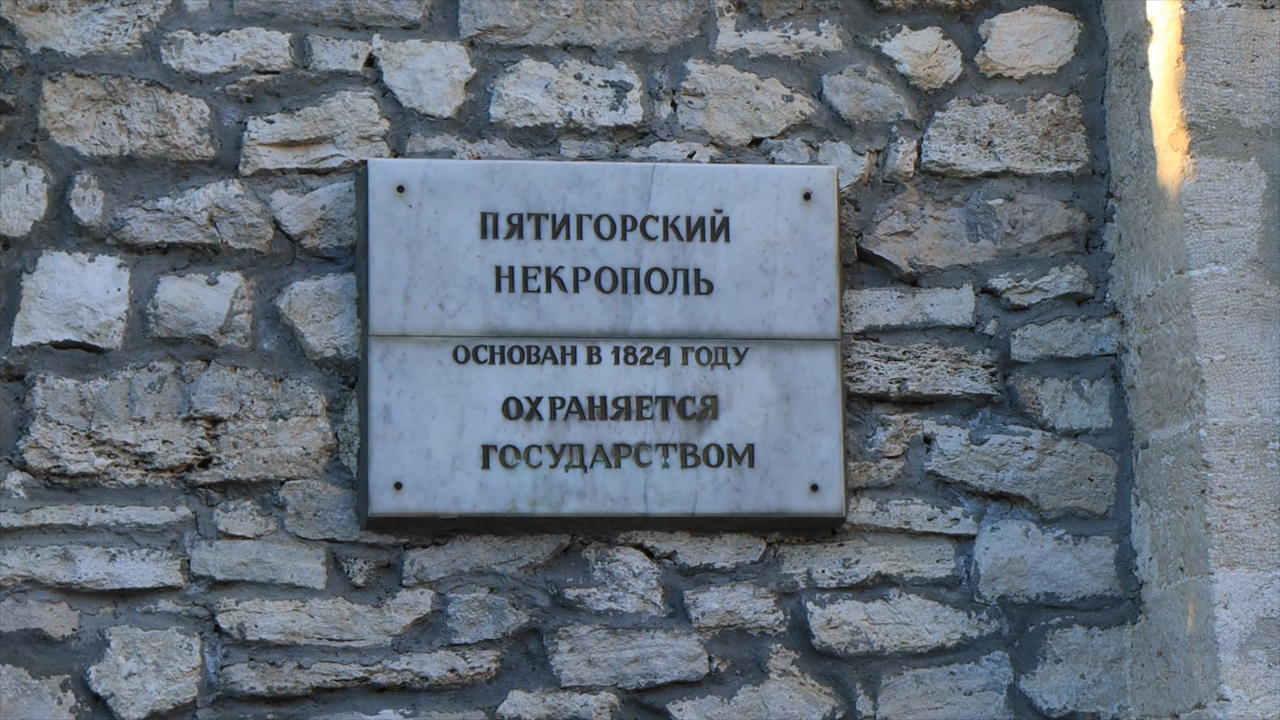 ПЯТИГОРСКИЙ
НЕКРОПОЛЬ
ОСНОВАН В 1824 ГОДУ
ОХРАНЯЕТСЯ
ГОСУДАРСТВОМ